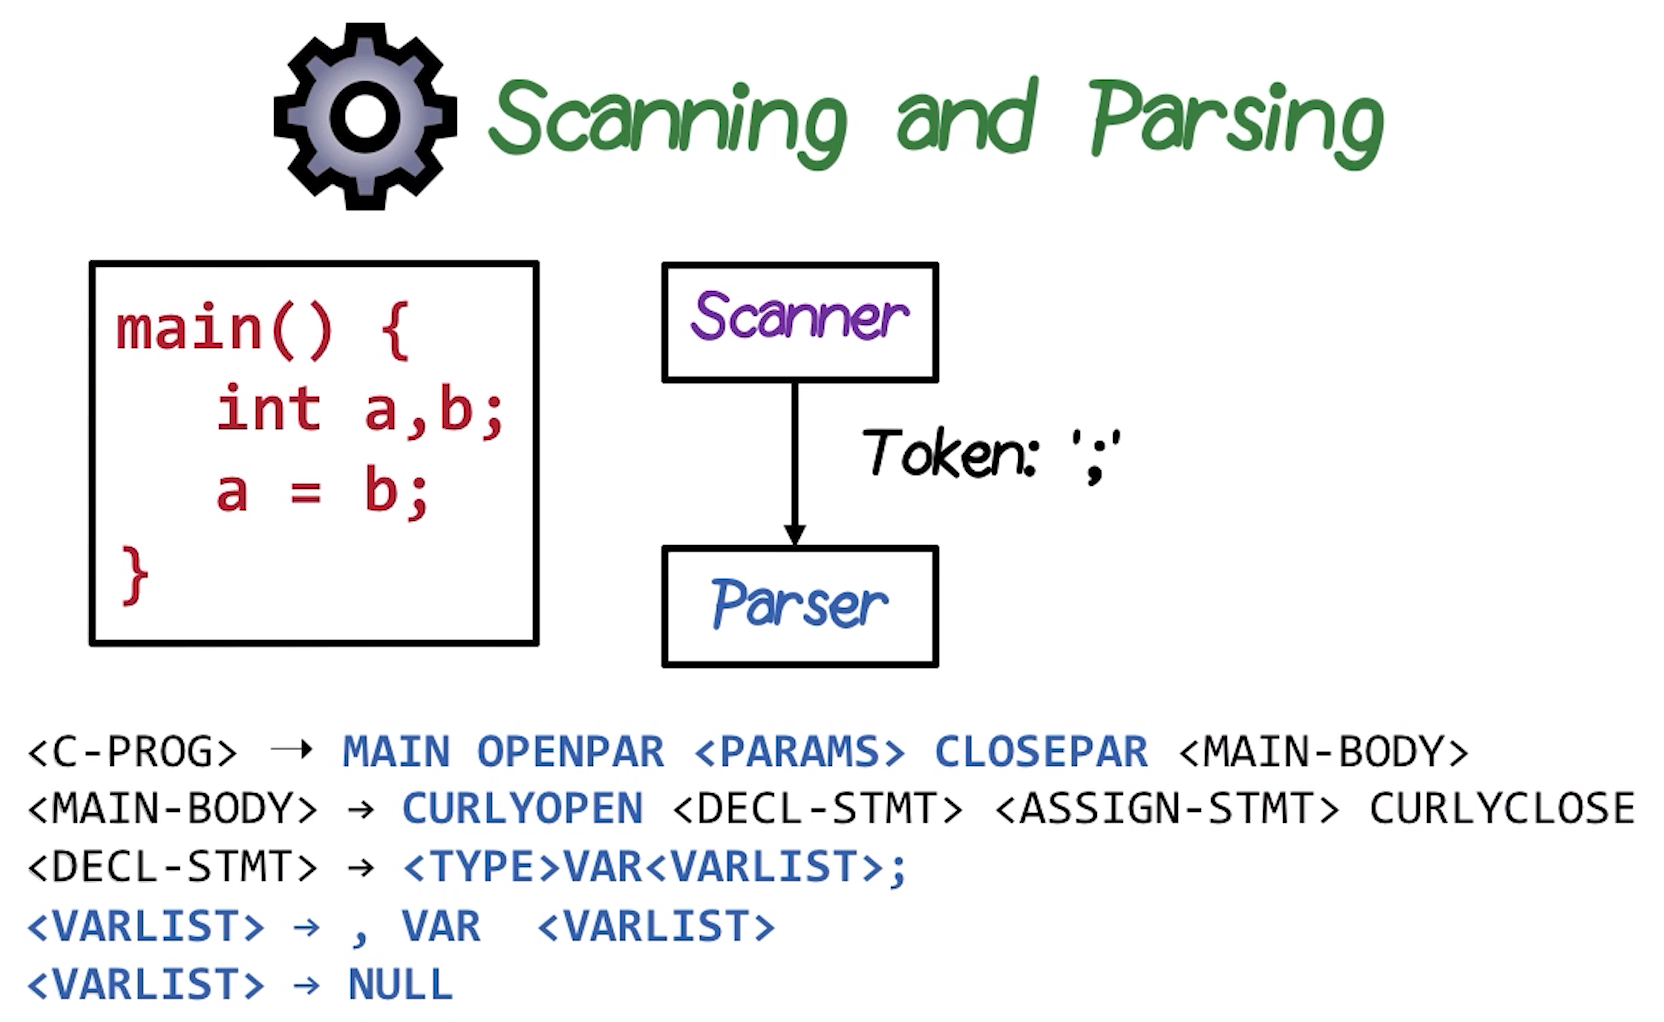 Scanning and Parsing
main() {
int a,b;
a = b;
}
Scanner
Token: ';'
Parser
<C-PROG> → MAIN OPENPAR <PARAMS> CLOSEPAR <MAIN-BODY>
<MAIN-BODY> → CURLYOPEN <DECL-STMT> <ASSIGN-STMT> CURLYCLOSE
<DECL-STMT> → <TYPE>VAR<VARLIST>;
<VARLIST> → , VAR <VARLIST>
<VARLIST> → NULL